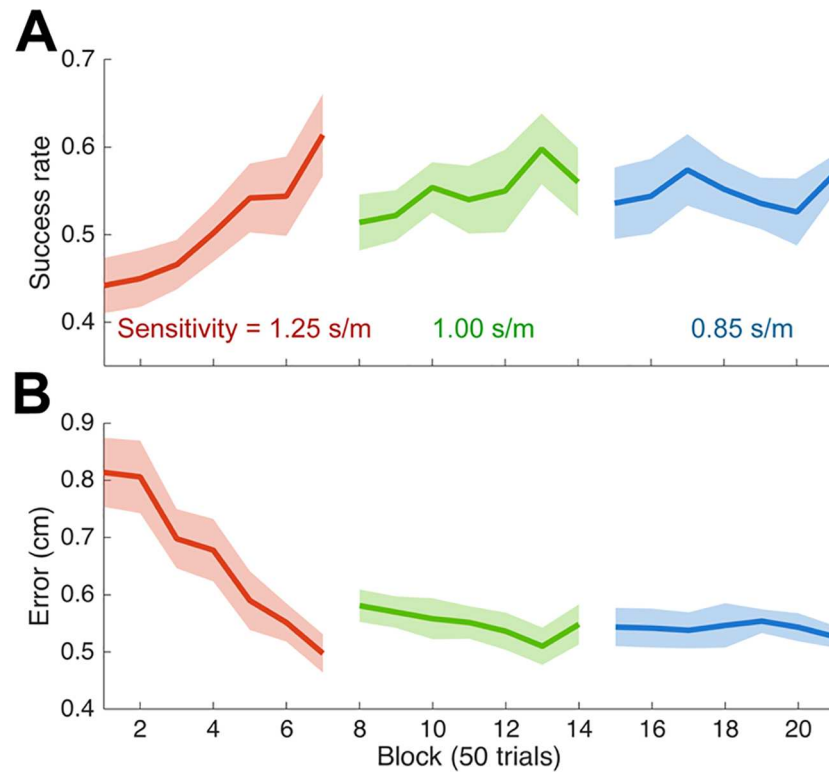 A
0.7
0.6
0.5
0.4
Success rate
Sensitivity = 1.25 s/m
1.00 s/m
0.85 s/m
B
0.9
0.8
0.7
0.6
0.5
0.4
Error (cm)
2 4 6 8 10 12 14 16 18 20
Block (50 trials)